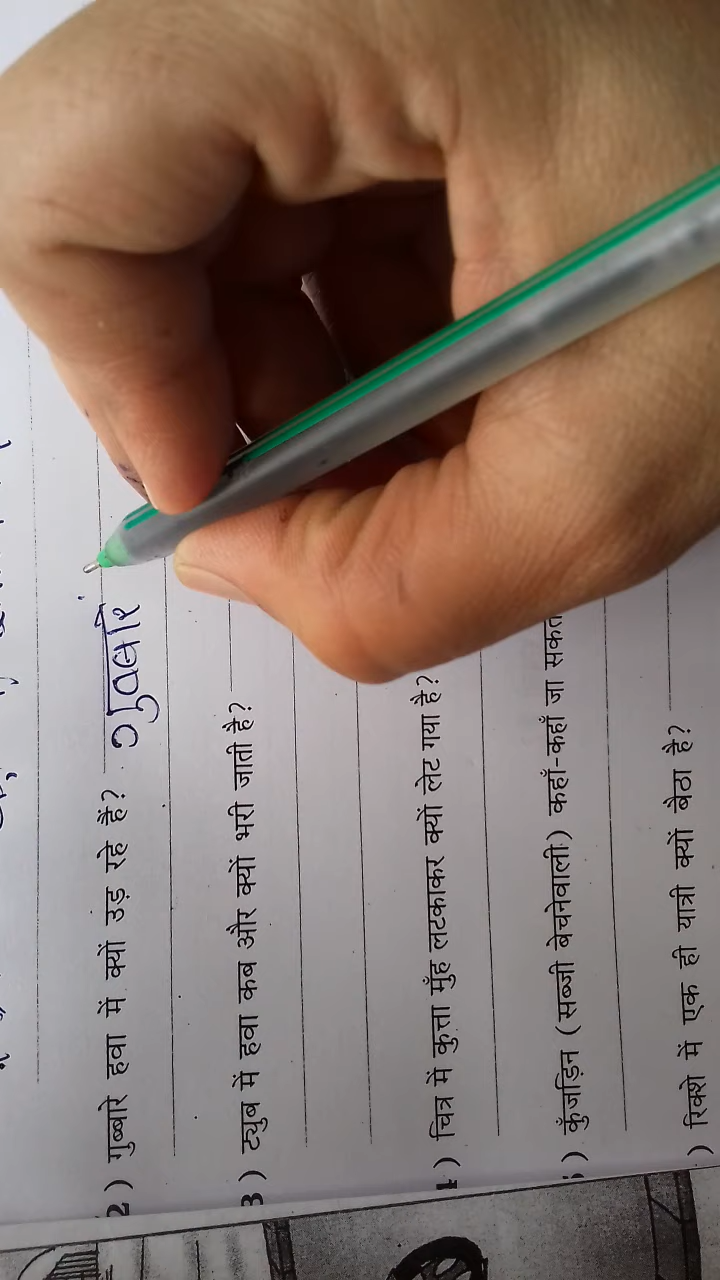 2) गुब्बारे हवा में क्यों उड़ रहे हैं? गुबबारे
3) ट्युब में हवा कब और क्यों भरी जाती है?
) चित्र में कुत्ता मुँह लटकाकर क्यों लेट गया है?
) कुँजड़िन (सब्जी बेचनेवाली) कहाँ-कहाँ जा सकत
) रिक्शे में एक ही यात्री क्यों बैठा है?